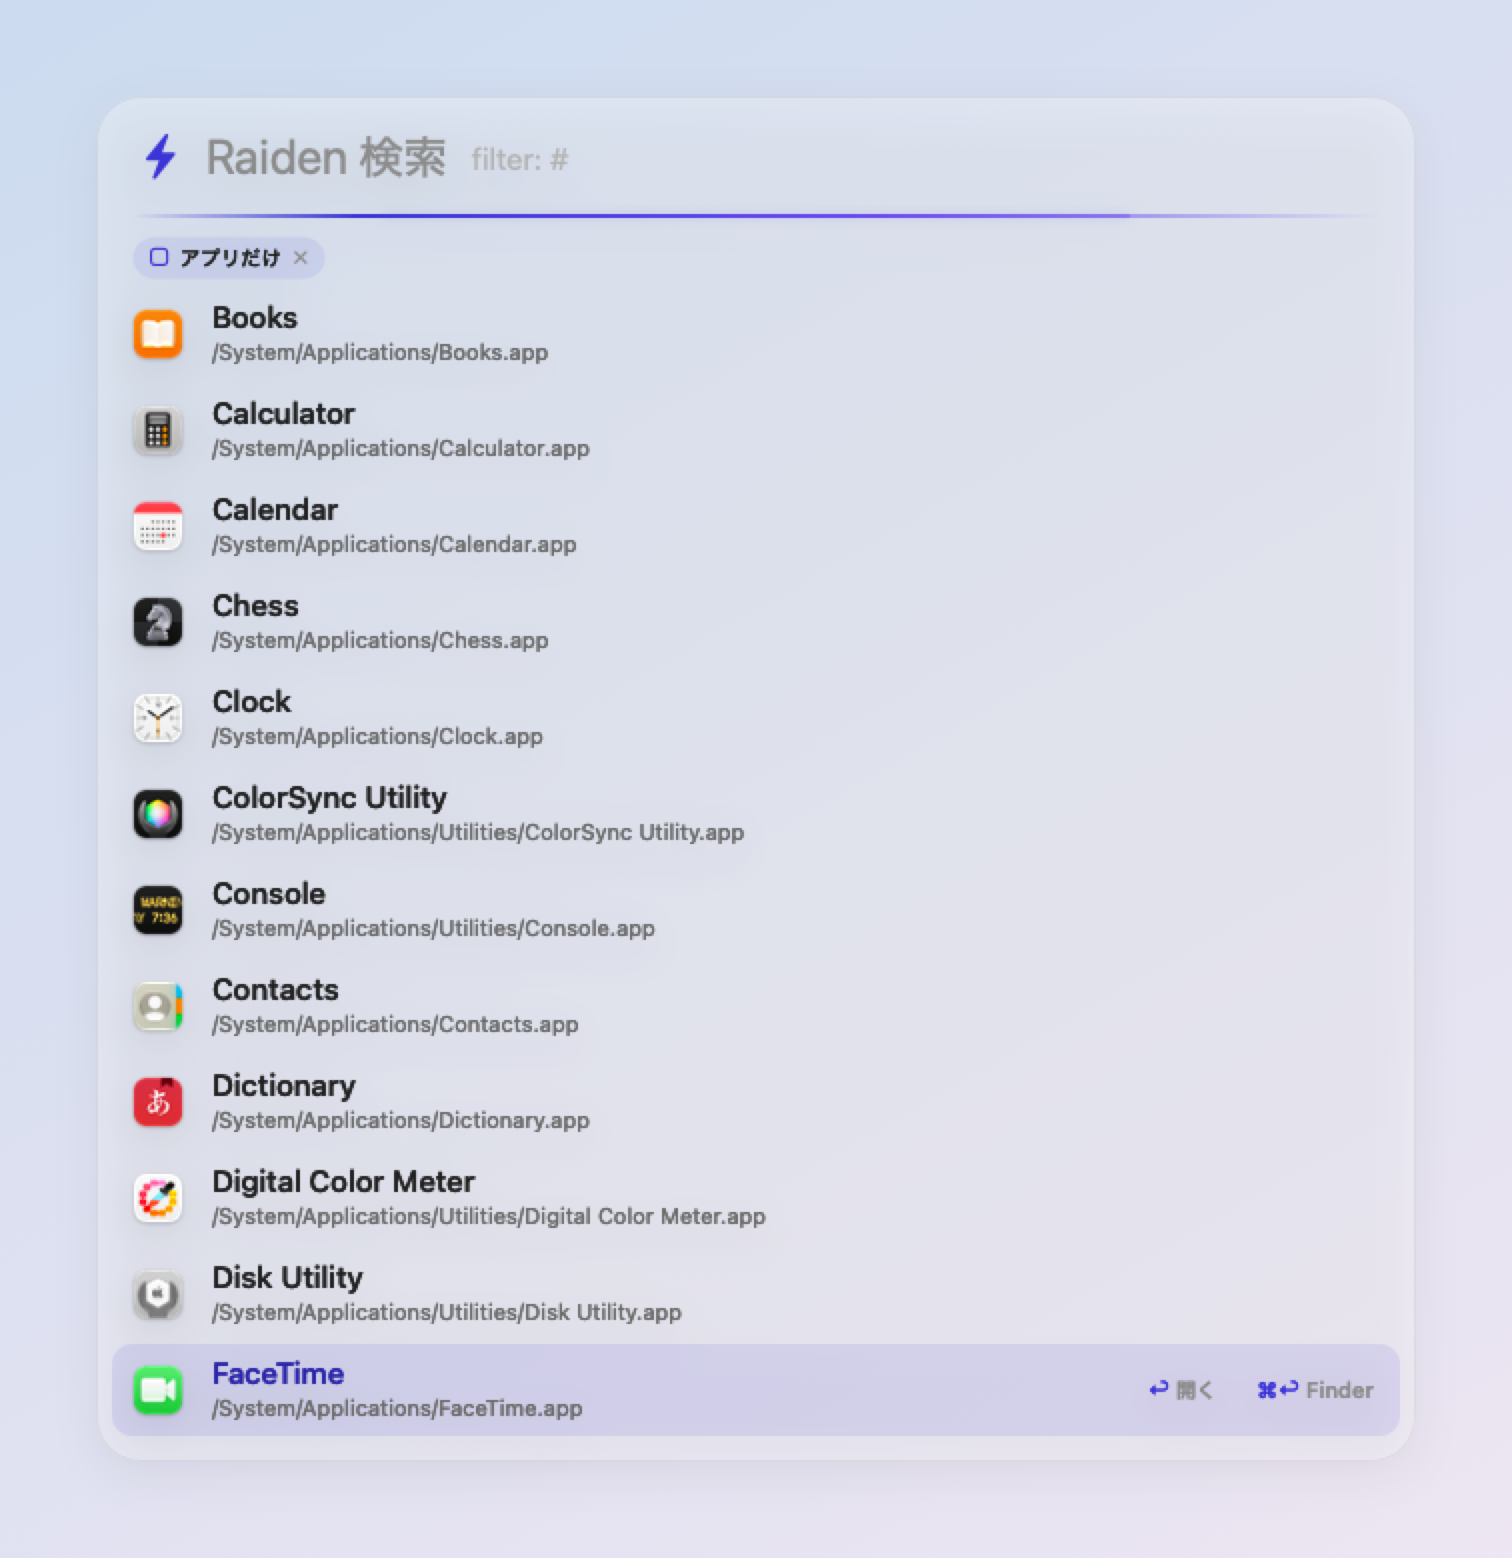 Raiden 検索 filter: #
アプリだけ ×
Books
/System/Applications/Books.app
Calculator
/System/Applications/Calculator.app
Calendar
/System/Applications/Calendar.app
Chess
/System/Applications/Chess.app
Clock
/System/Applications/Clock.app
ColorSync Utility
/System/Applications/Utilities/ColorSync Utility.app
WARNIN
Y 7:36
Console
/System/Applications/Utilities/Console.app
Contacts
/System/Applications/Contacts.app
あ
Dictionary
/System/Applications/Dictionary.app
Digital Color Meter
/System/Applications/Utilities/Digital Color Meter.app
Disk Utility
/System/Applications/Utilities/Disk Utility.app
FaceTime
/System/Applications/FaceTime.app
↩ 開く ⌘↩ Finder